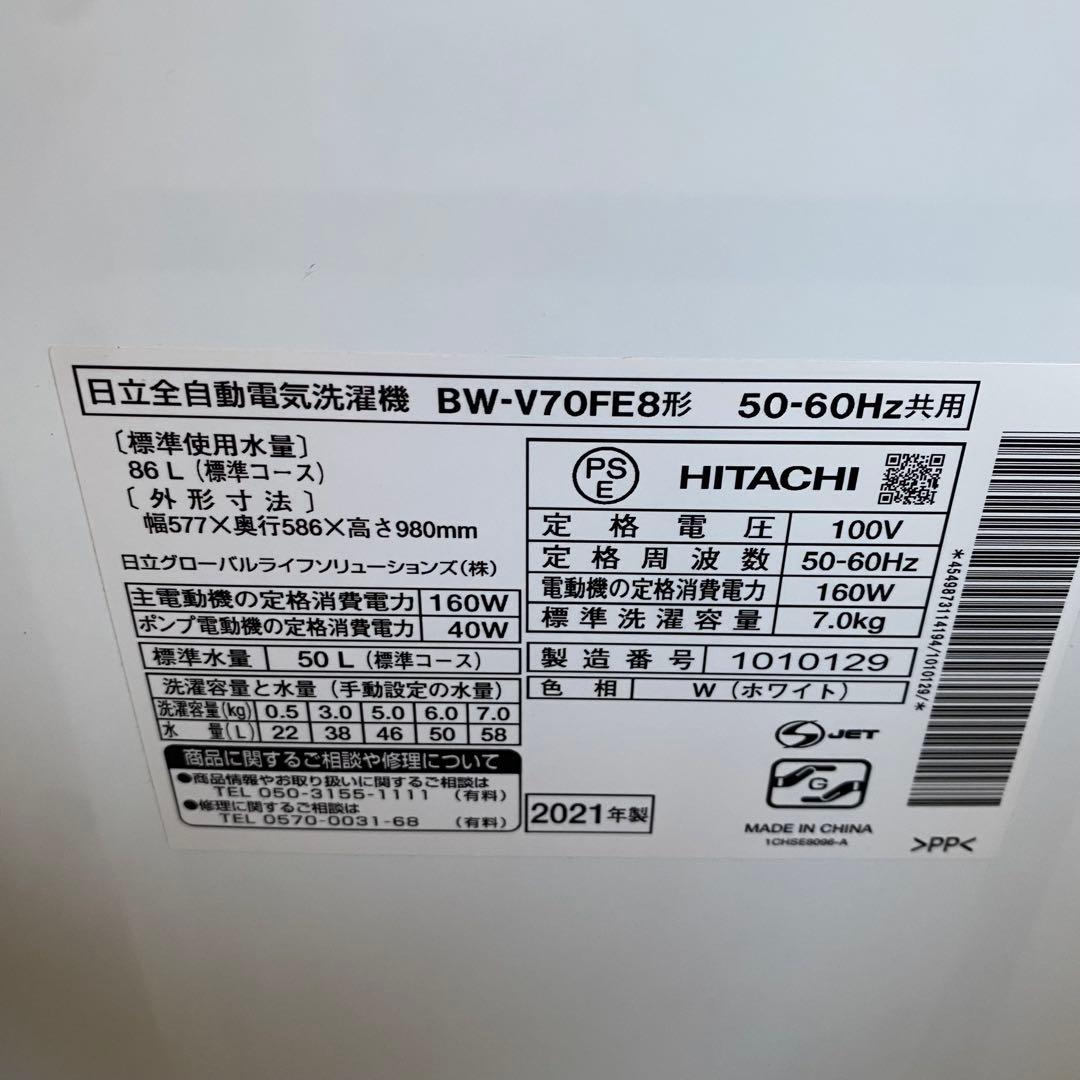 日立全自動電気洗濯機 BW-V70FE8形 50-60Hz共用
〔標準使用水量〕
86 L (標準コース)
〔外形寸法〕
幅577×奥行586×高さ980mm
日立グローバルライフソリューションズ(株)
主電動機の定格消費電力 160W
ポンプ電動機の定格消費電力 40W
標準水量 50 L (標準コース)
洗濯容量と水量 (手動設定の水量)
洗濯容量(kg) 0.5 3.0 5.0 6.0 7.0
水量(L) 22 38 46 50 58
商品に関するご相談や修理について
●商品情報やお取り扱いに関するご相談は
TEL 050-3155-1111 (有料)
●修理に関するご相談は
TEL 0570-0031-68 (有料)
PS
E
HITACHI
定格電圧 100V
定格周波数 50-60Hz
電動機の定格消費電力 160W
標準洗濯容量 7.0kg
製造番号 1010129
色相 W (ホワイト)
2021年製
S JET
G
MADE IN CHINA
1CHSE8096-A
>PP<
*4549873114194/1010129/*